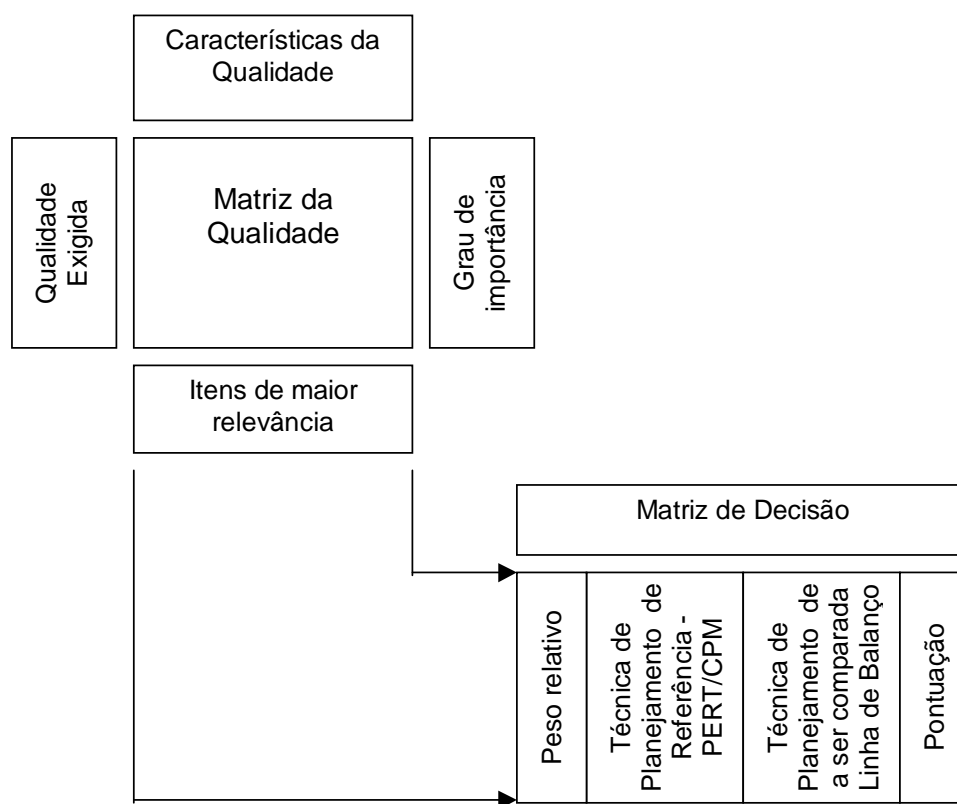 Características da
Qualidade
Qualidade
Exigida
Matriz da
Qualidade
Grau de
importância
Itens de maior
relevância
Matriz de Decisão
Peso relativo
Técnica de
Planejamento de
Referência -
PERT/CPM
Técnica de
Planejamento de
a ser comparada
Linha de Balanço
Pontuação